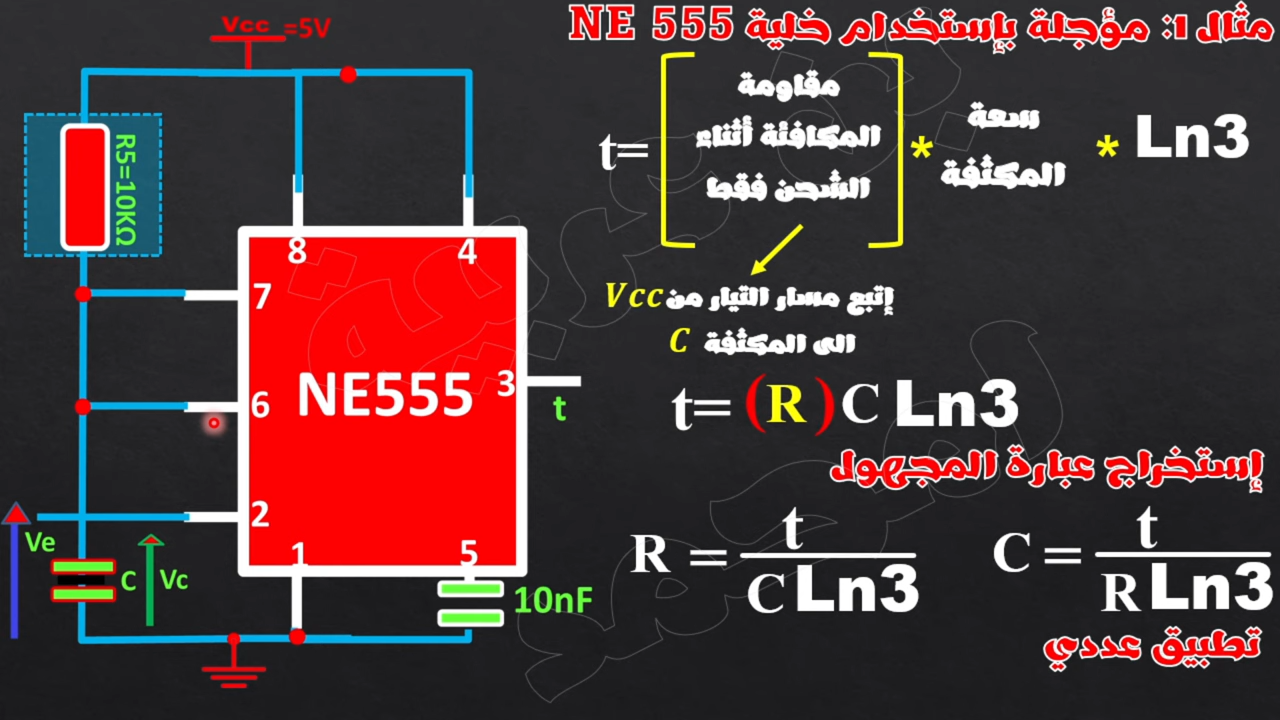 مثال 1: مؤجلة بإستخدام خلية NE 555
Vcc =5V
R5=10KΩ
8
4
7
6
NE555
3
t
2
1
5
Ve
C
Vc
10nF
t= [مقاومة المكافئة أثناء الشحن فقط] * سعة المكثفة * Ln3
إتبع مسار التيار من Vcc
الى المكثفة C
t= (R) C Ln3
إستخراج عبارة المجهول
R = t / C Ln3
C = t / R Ln3
تطبيق عددي